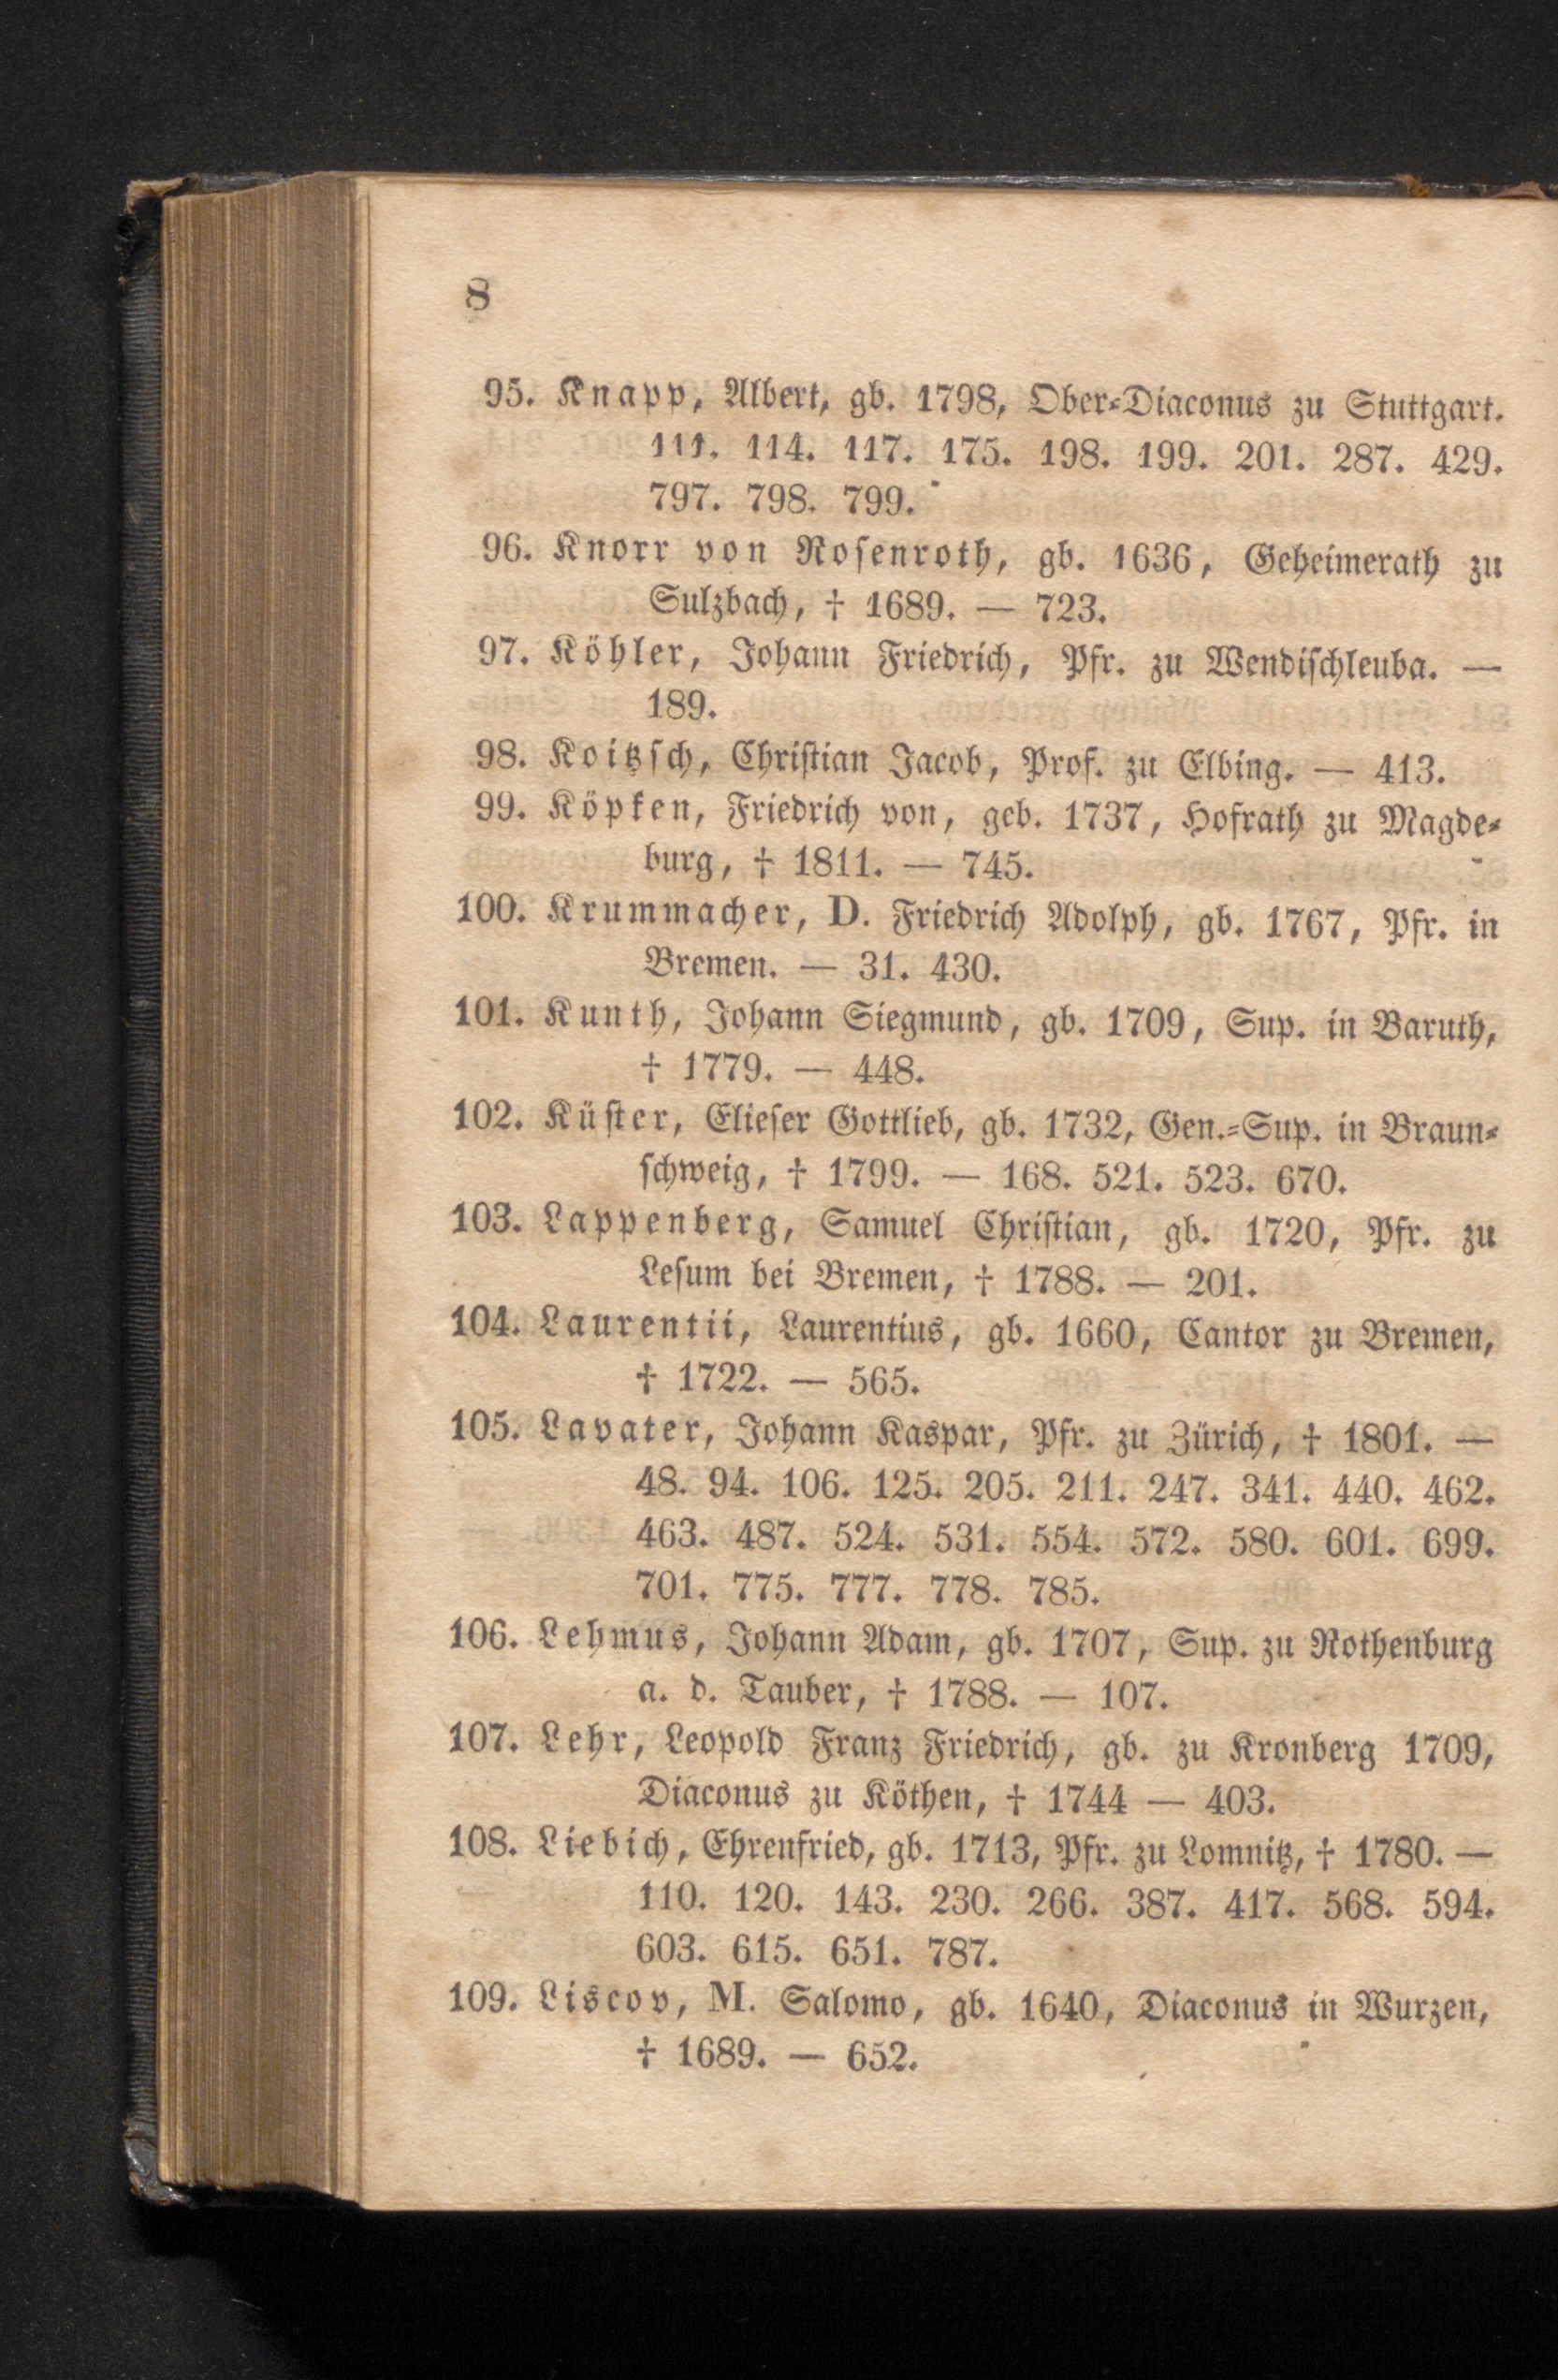 8
95. Knapp, Albert, gb. 1798, Ober-Diaconus zu Stuttgart.
111. 114. 117. 175. 198. 199. 201. 287. 429.
797. 798. 799.
96. Knorr von Roſenroth, gb. 1636, Geheimerath zu
Sulzbach, † 1689. — 723.
97. Köhler, Johann Friedrich, Pfr. zu Wendiſchleuba. —
189.
98. Koitzſch, Chriſtian Jacob, Prof. zu Elbing. — 413.
99. Köpken, Friedrich von, geb. 1737, Hofrath zu Magde-
burg, † 1811. — 745.
100. Krummacher, D. Friedrich Adolph, gb. 1767, Pfr. in
Bremen. — 31. 430.
101. Kunth, Johann Siegmund, gb. 1709, Sup. in Baruth,
† 1779. — 448.
102. Küſter, Elieſer Gottlieb, gb. 1732, Gen.-Sup. in Braun-
ſchweig, † 1799. — 168. 521. 523. 670.
103. Lappenberg, Samuel Chriſtian, gb. 1720, Pfr. zu
Leſum bei Bremen, † 1788. — 201.
104. Laurentii, Laurentius, gb. 1660, Cantor zu Bremen,
† 1722. — 565.
105. Lavater, Johann Kaspar, Pfr. zu Zürich, † 1801. —
48. 94. 106. 125. 205. 211. 247. 341. 440. 462.
463. 487. 524. 531. 554. 572. 580. 601. 699.
701. 775. 777. 778. 785.
106. Lehmus, Johann Adam, gb. 1707, Sup. zu Rothenburg
a. d. Tauber, † 1788. — 107.
107. Lehr, Leopold Franz Friedrich, gb. zu Kronberg 1709,
Diaconus zu Köthen, † 1744 — 403.
108. Liebich, Ehrenfried, gb. 1713, Pfr. zu Lomnitz, † 1780. —
110. 120. 143. 230. 266. 387. 417. 568. 594.
603. 615. 651. 787.
109. Liscov, M. Salomo, gb. 1640, Diaconus in Wurzen,
† 1689. — 652.